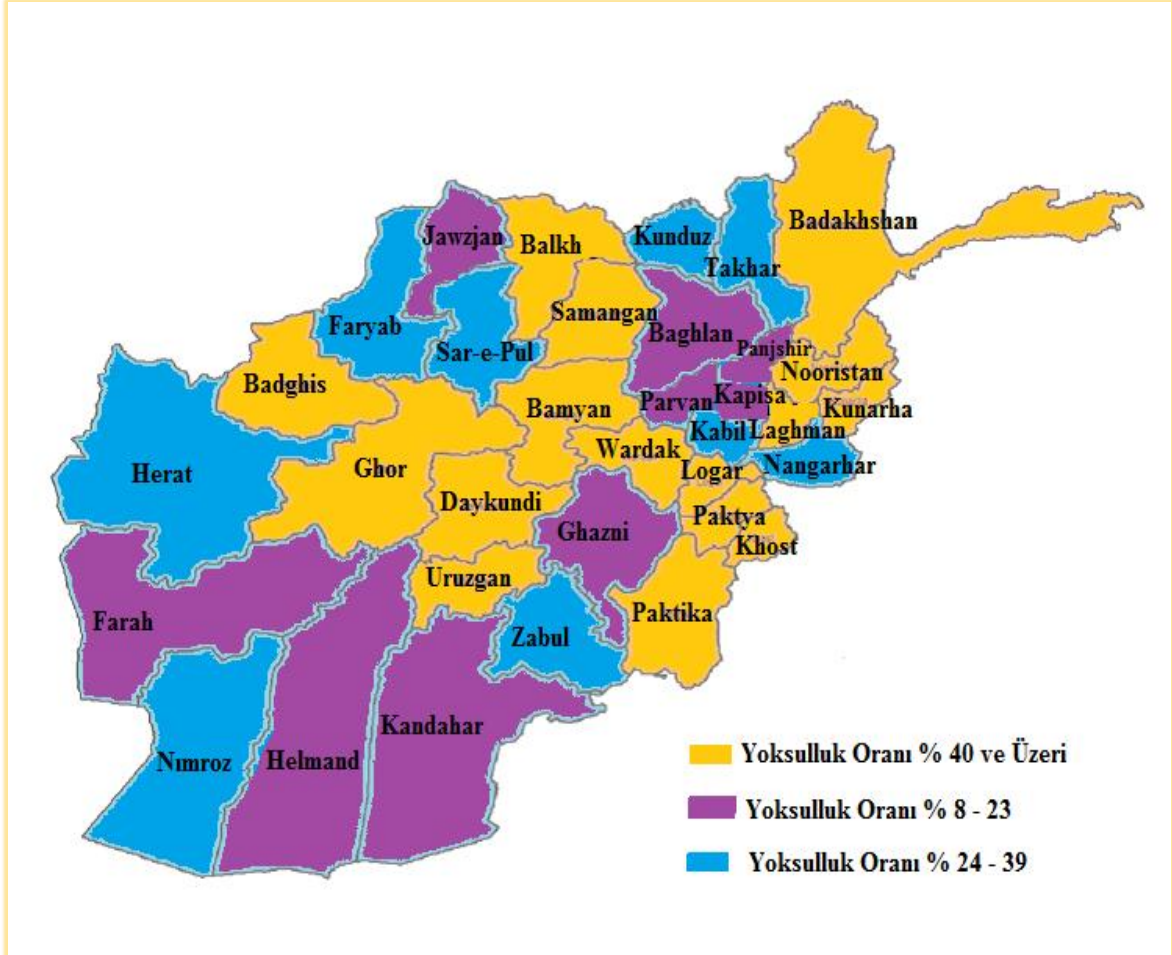 Badakhshan
Jawzjan
Balkh
Kunduz
Takhar
Samangan
Faryab
Baghlan
Sar-e-Pul
Panjshir
Nooristan
Badghis
Bamyan
Parvan
Kapisa
Kunarha
Kabil
Laghman
Wardak
Herat
Ghor
Logar
Nangarhar
Daykundi
Paktya
Ghazni
Khost
Uruzgan
Paktika
Farah
Zabul
Kandahar
Nımroz
Helmand
Yoksulluk Oranı % 40 ve Üzeri
Yoksulluk Oranı % 8 - 23
Yoksulluk Oranı % 24 - 39